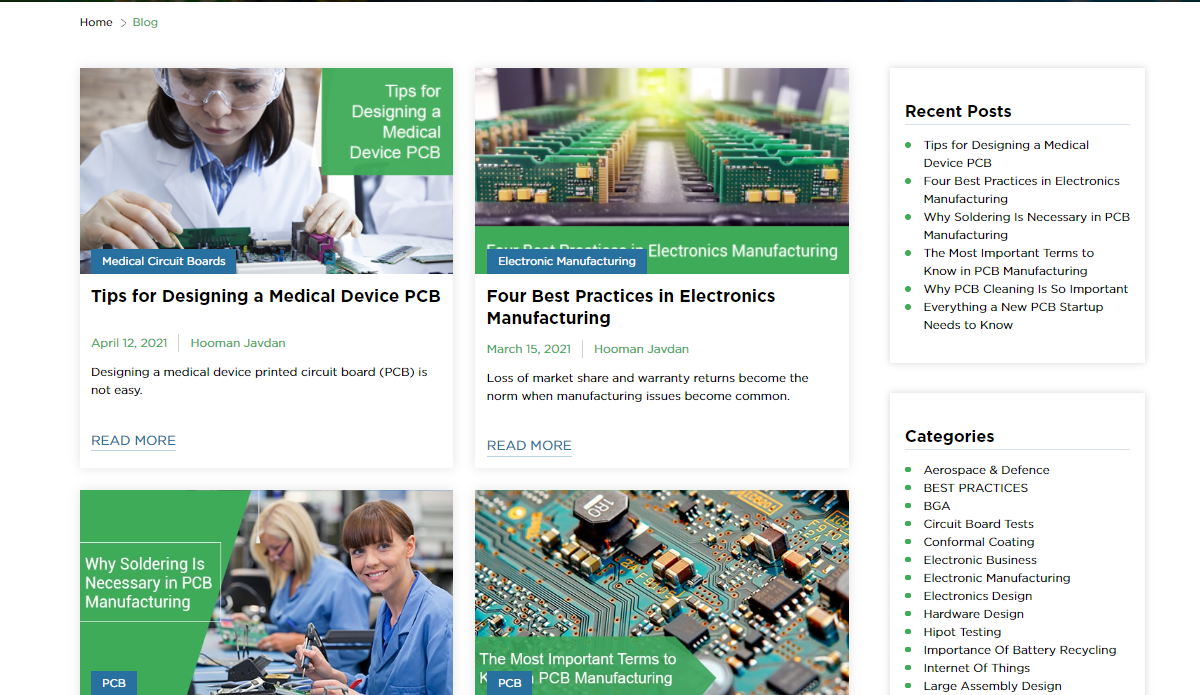 Home > Blog
Tips for
Designing a
Medical
Device PCB
Medical Circuit Boards
Tips for Designing a Medical Device PCB
April 12, 2021 | Hooman Javdan
Designing a medical device printed circuit board (PCB) is
not easy.
READ MORE
Electronics Manufacturing
Electronic Manufacturing
Four Best Practices in Electronics
Manufacturing
March 15, 2021 | Hooman Javdan
Loss of market share and warranty returns become the
norm when manufacturing issues become common.
READ MORE
Why Soldering Is
Necessary in PCB
Manufacturing
PCB
1R0
The Most Important Terms to
PCB Manufacturing
PCB
Recent Posts
Tips for Designing a Medical
Device PCB
Four Best Practices in Electronics
Manufacturing
Why Soldering Is Necessary in PCB
Manufacturing
The Most Important Terms to
Know in PCB Manufacturing
Why PCB Cleaning Is So Important
Everything a New PCB Startup
Needs to Know
Categories
Aerospace & Defence
BEST PRACTICES
BGA
Circuit Board Tests
Conformal Coating
Electronic Business
Electronic Manufacturing
Electronics Design
Hardware Design
Hipot Testing
Importance Of Battery Recycling
Internet Of Things
Large Assembly Design